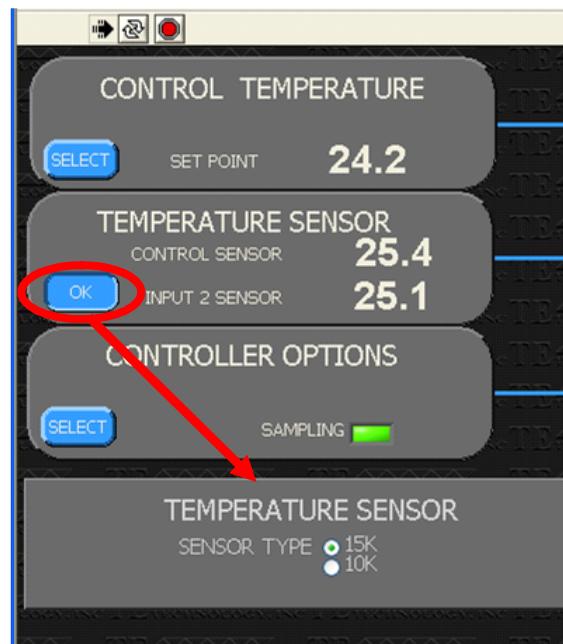 CONTROL TEMPERATURE
SELECT SET POINT 24.2
TEMPERATURE SENSOR
CONTROL SENSOR 25.4
OK INPUT 2 SENSOR 25.1
CONTROLLER OPTIONS
SELECT SAMPLING
TEMPERATURE SENSOR
SENSOR TYPE 15K
10K